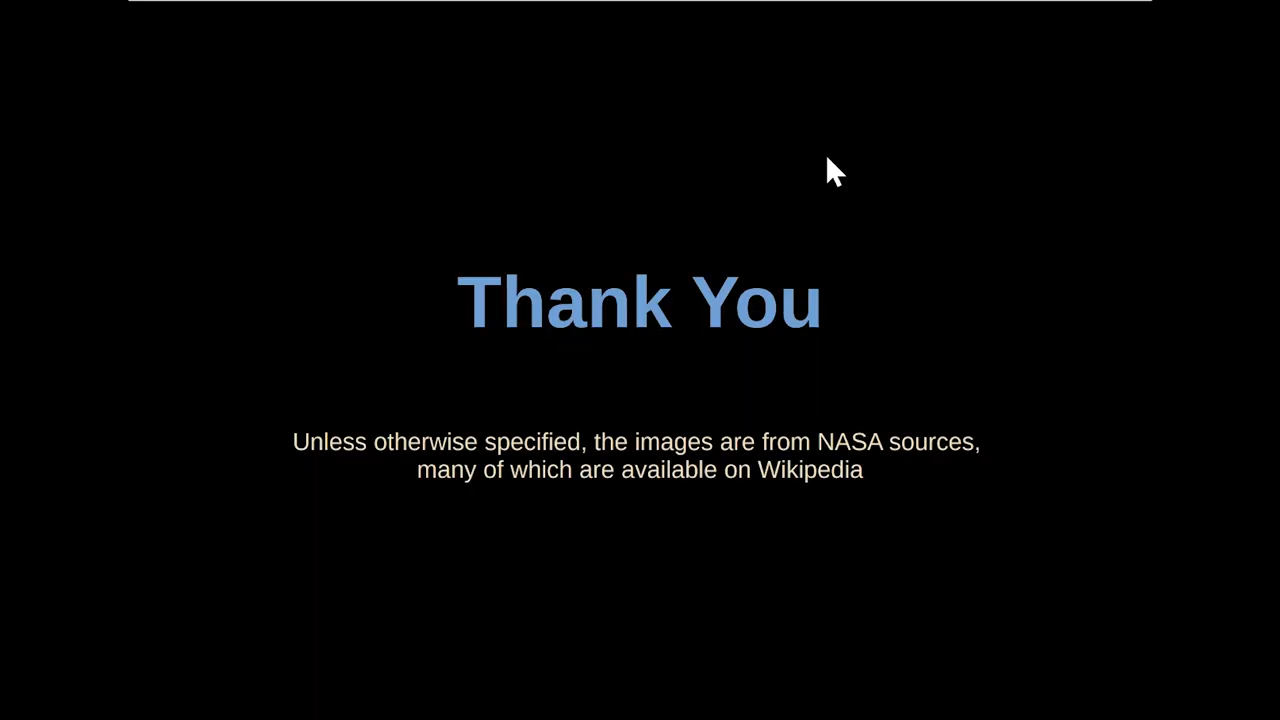 Thank You
Unless otherwise specified, the images are from NASA sources,
many of which are available on Wikipedia